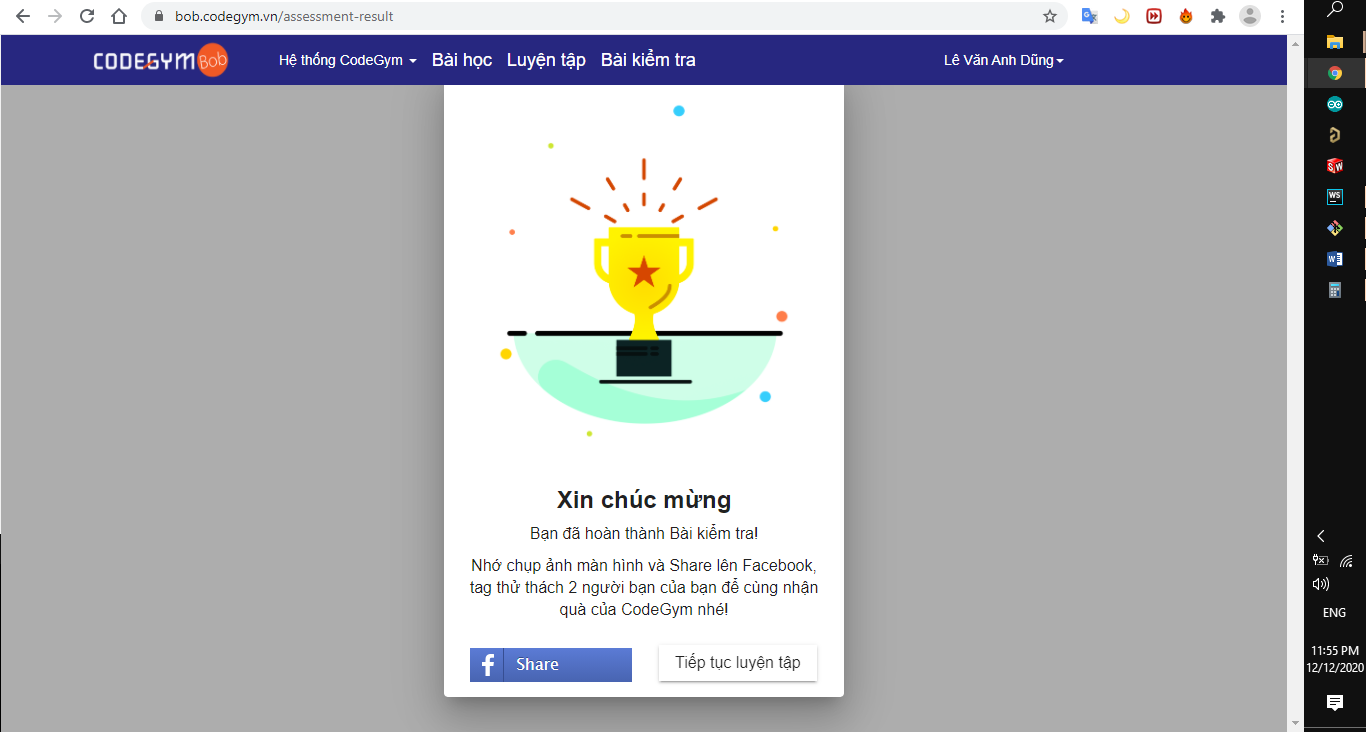 bob.codegym.vn/assessment-result
CODEGYM Bob
Hệ thống CodeGym
Bài học
Luyện tập
Bài kiểm tra
Lê Văn Anh Dũng
Xin chúc mừng
Bạn đã hoàn thành Bài kiểm tra!
Nhớ chụp ảnh màn hình và Share lên Facebook,
tag thử thách 2 người bạn của bạn để cùng nhận
quà của CodeGym nhé!
f Share
Tiếp tục luyện tập
SW
WS
W
ENG
11:55 PM
12/12/2020